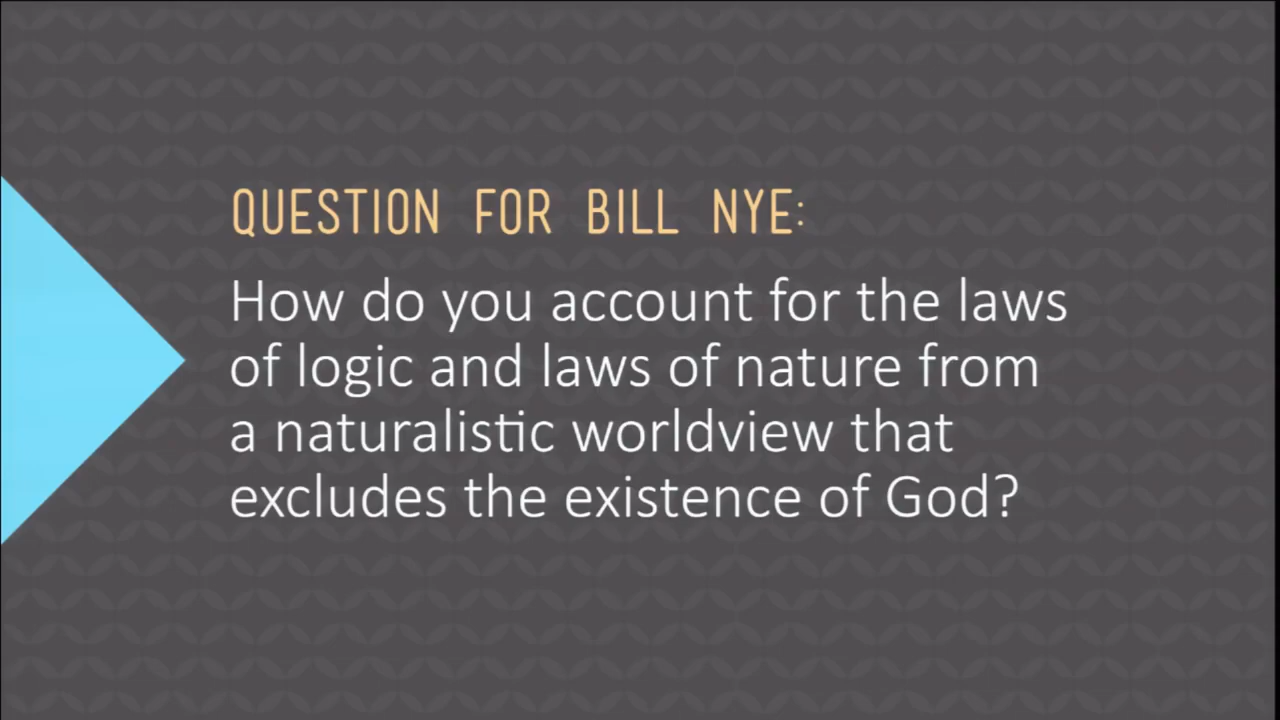 QUESTION FOR BILL NYE:
How do you account for the laws
of logic and laws of nature from
a naturalistic worldview that
excludes the existence of God?